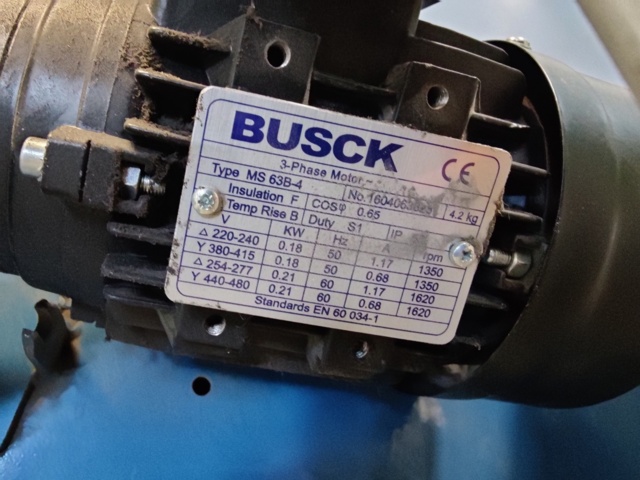 BUSCK
CE
3-Phase Motor
Type MS 63B-4
4.2 kg
Insulation F COSφ 0.65
Temp Rise B Duty S1 IP
V KW Hz A rpm
Δ 220-240 0.18 50 1.17 1350
Y 380-415 0.18 50 0.68 1350
Δ 254-277 0.21 60 1.17 1620
Y 440-480 0.21 60 0.68 1620
Standards EN 60 034-1